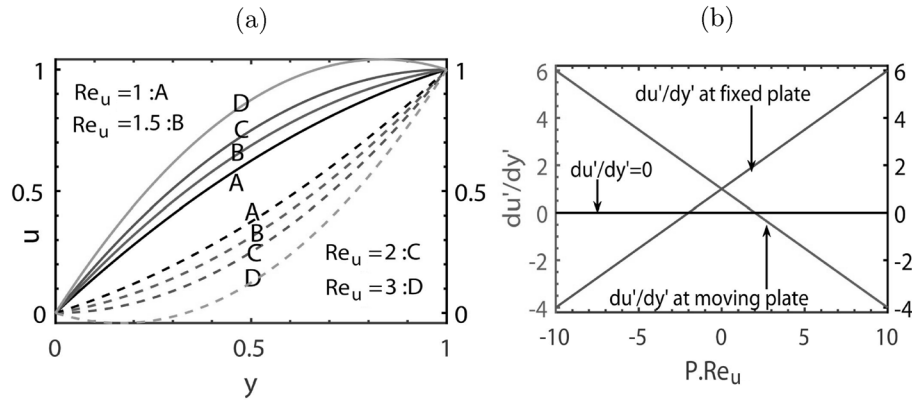 (a)
Re_u =1 :A
Re_u =1.5 :B
D
C
B
A
A
B
C
D
Re_u =2 :C
Re_u =3 :D
1
0.5
0
1
0.5
0
u
0
0.5
1
y
(b)
6
4
2
0
-2
-4
6
4
2
0
-2
-4
du'/dy'
du'/dy' at fixed plate
du'/dy'=0
du'/dy' at moving plate
-10
-5
0
5
10
P.Re_u